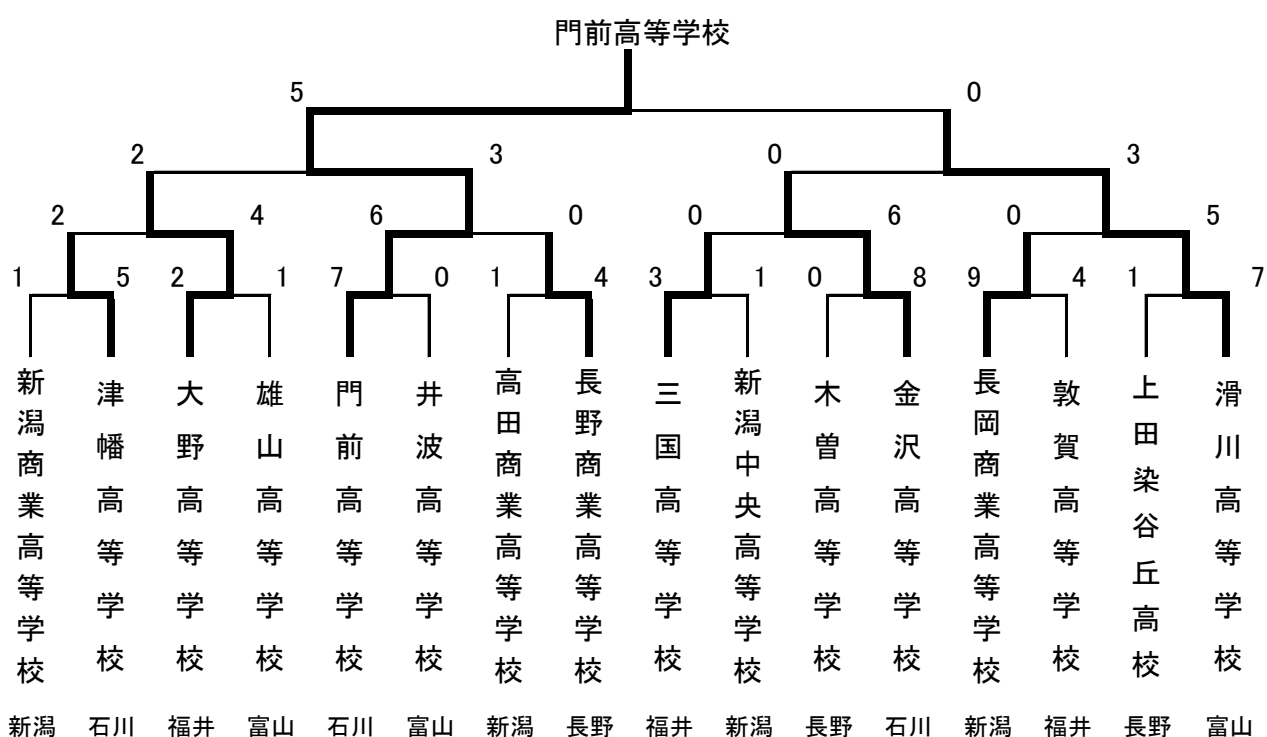 門前高等学校
5 0
2 3 0 3
2 4 6 0 0 6 0 5
1 5 2 1 7 0 1 4 3 1 0 8 9 4 1 7
新潟商業高等学校
津幡高等学校
大野高等学校
雄山高等学校
門前高等学校
井波高等学校
高田商業高等学校
長野商業高等学校
三国高等学校
新潟中央高等学校
木曽高等学校
金沢高等学校
長岡商業高等学校
敦賀高等学校
上田染谷丘高校
滑川高等学校
新潟 石川 福井 富山 石川 富山 新潟 長野 福井 新潟 長野 石川 新潟 福井 長野 富山